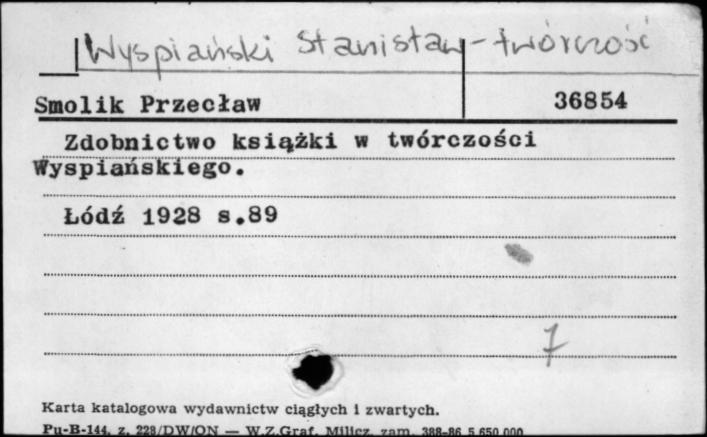 Wyspiański Stanisław - twórczość
Smolik Przecław 36854
Zdobnictwo książki w twórczości
Wyspiańskiego.
Łódź 1928 s.89
7
Karta katalogowa wydawnictw ciągłych i zwartych.
Pu-B-144, z. 228/DW/ON — W.Z.Graf. Milicz, zam. 388-86 5 650 000